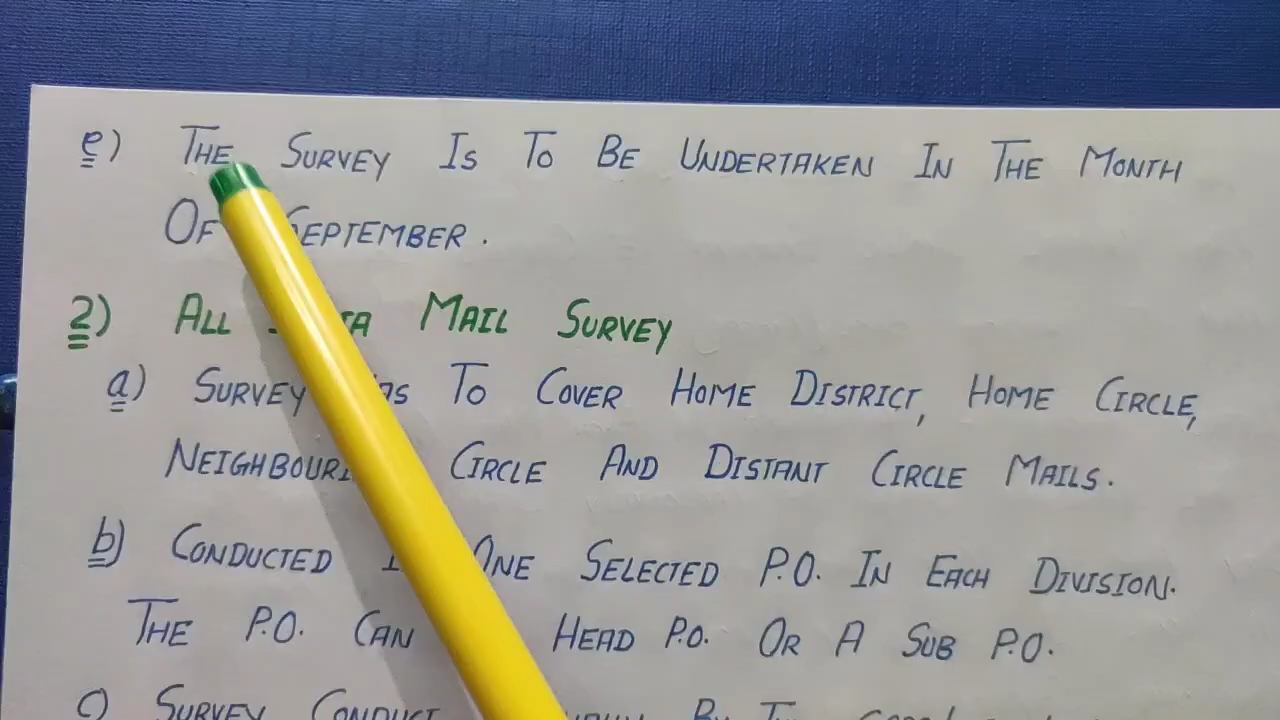 e) THE SURVEY IS TO BE UNDERTAKEN IN THE MONTH
OF SEPTEMBER.
2) ALL MAIL SURVEY
a) SURVEY TO COVER HOME DISTRICT, HOME CIRCLE,
CIRCLE AND DISTANT CIRCLE MAILS.
b) CONDUCTED ONE SELECTED P.O. IN EACH DIVISION.
THE P.O. CAN HEAD P.O. OR A SUB P.O.
c) SURVEY CONDUCT BY